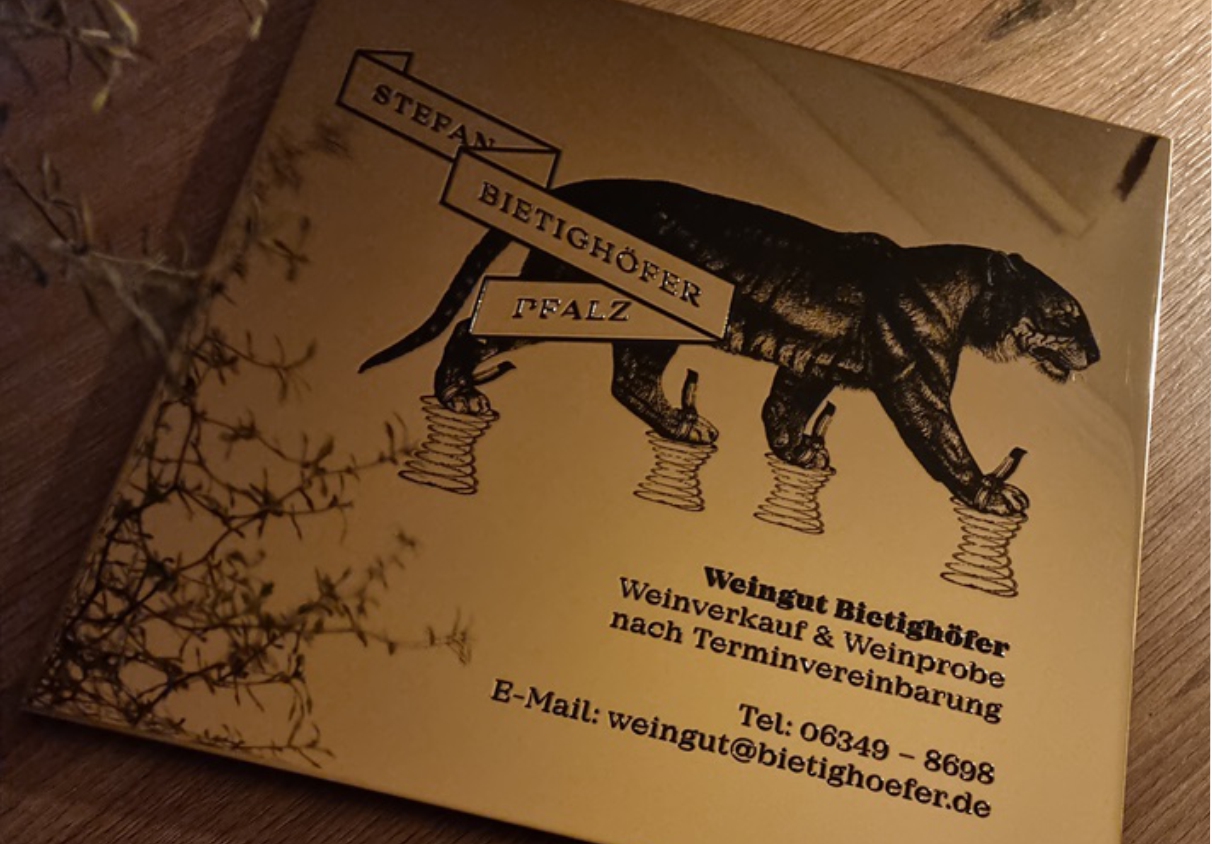 STEFAN
BIETIGHÖFER
PFALZ
Weingut Bietighöfer
Weinverkauf & Weinprobe
nach Terminvereinbarung
Tel: 06349 – 8698
E-Mail: weingut@bietighoefer.de